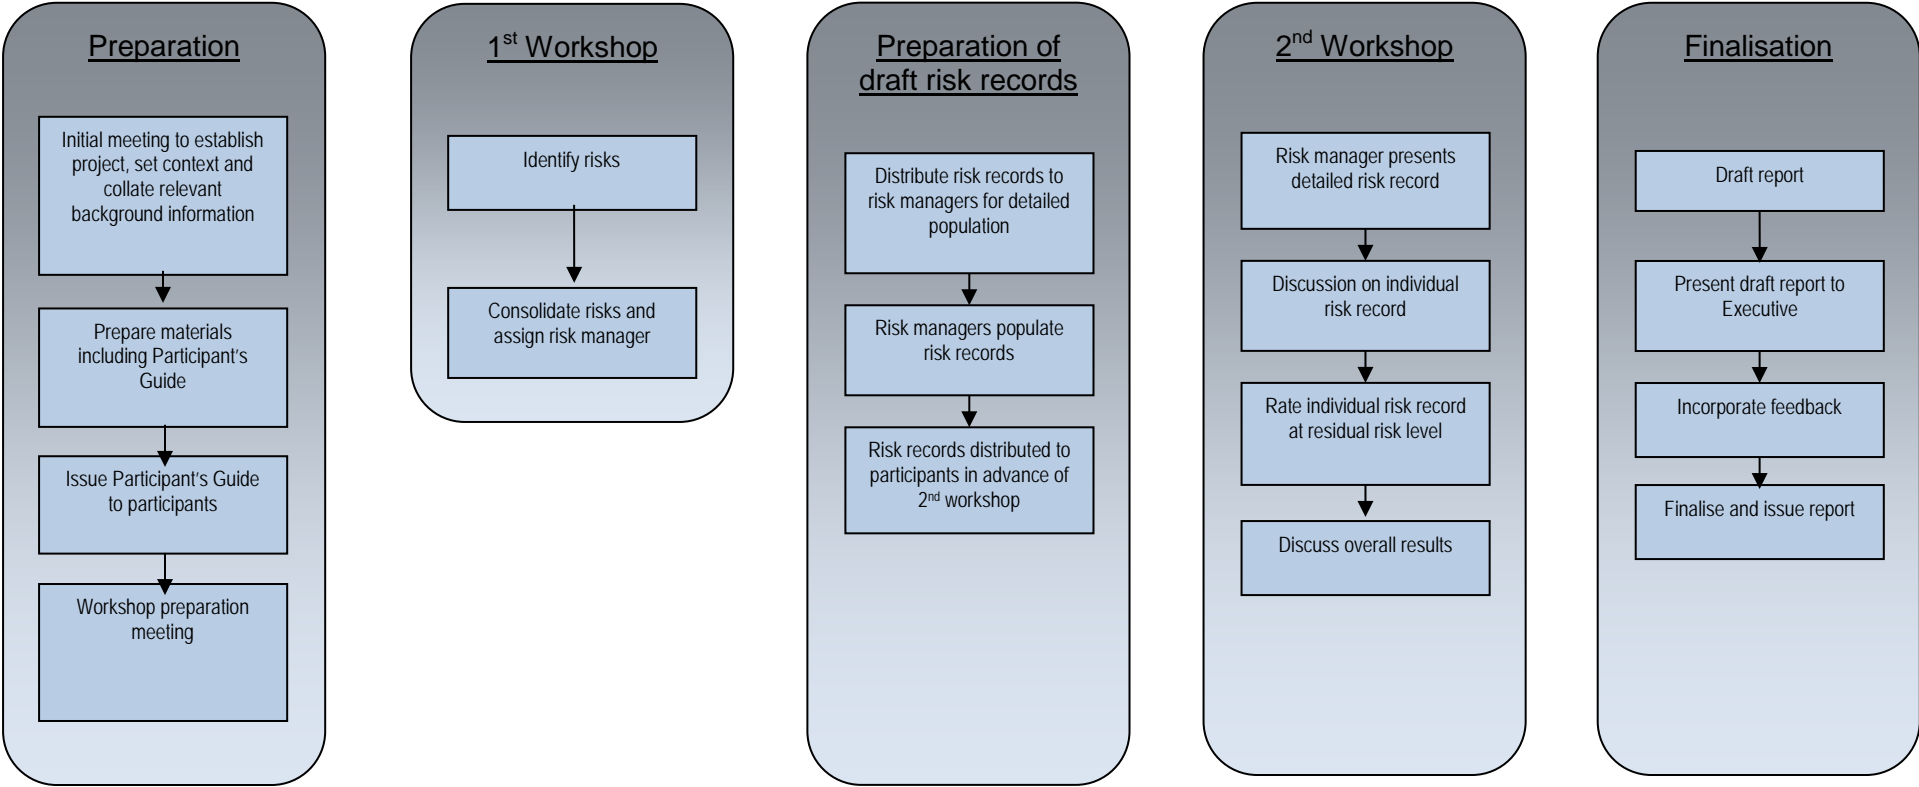 Preparation
Initial meeting to establish
project, set context and
collate relevant
background information
Prepare materials
including Participant's
Guide
Issue Participant's Guide
to participants
Workshop preparation
meeting
1st Workshop
Identify risks
Consolidate risks and
assign risk manager
Preparation of
draft risk records
Distribute risk records to
risk managers for detailed
population
Risk managers populate
risk records
Risk records distributed to
participants in advance of
2nd workshop
2nd Workshop
Risk manager presents
detailed risk record
Discussion on individual
risk record
Rate individual risk record
at residual risk level
Discuss overall results
Finalisation
Draft report
Present draft report to
Executive
Incorporate feedback
Finalise and issue report